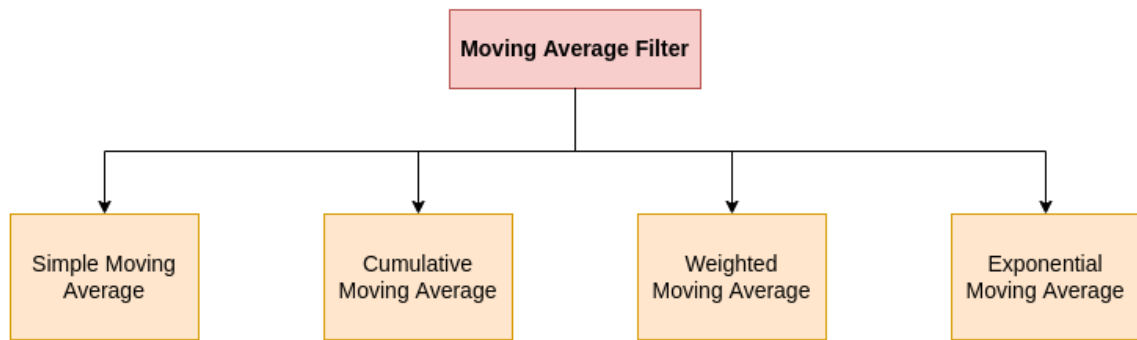 Moving Average Filter
Simple Moving
Average
Cumulative
Moving Average
Weighted
Moving Average
Exponential
Moving Average